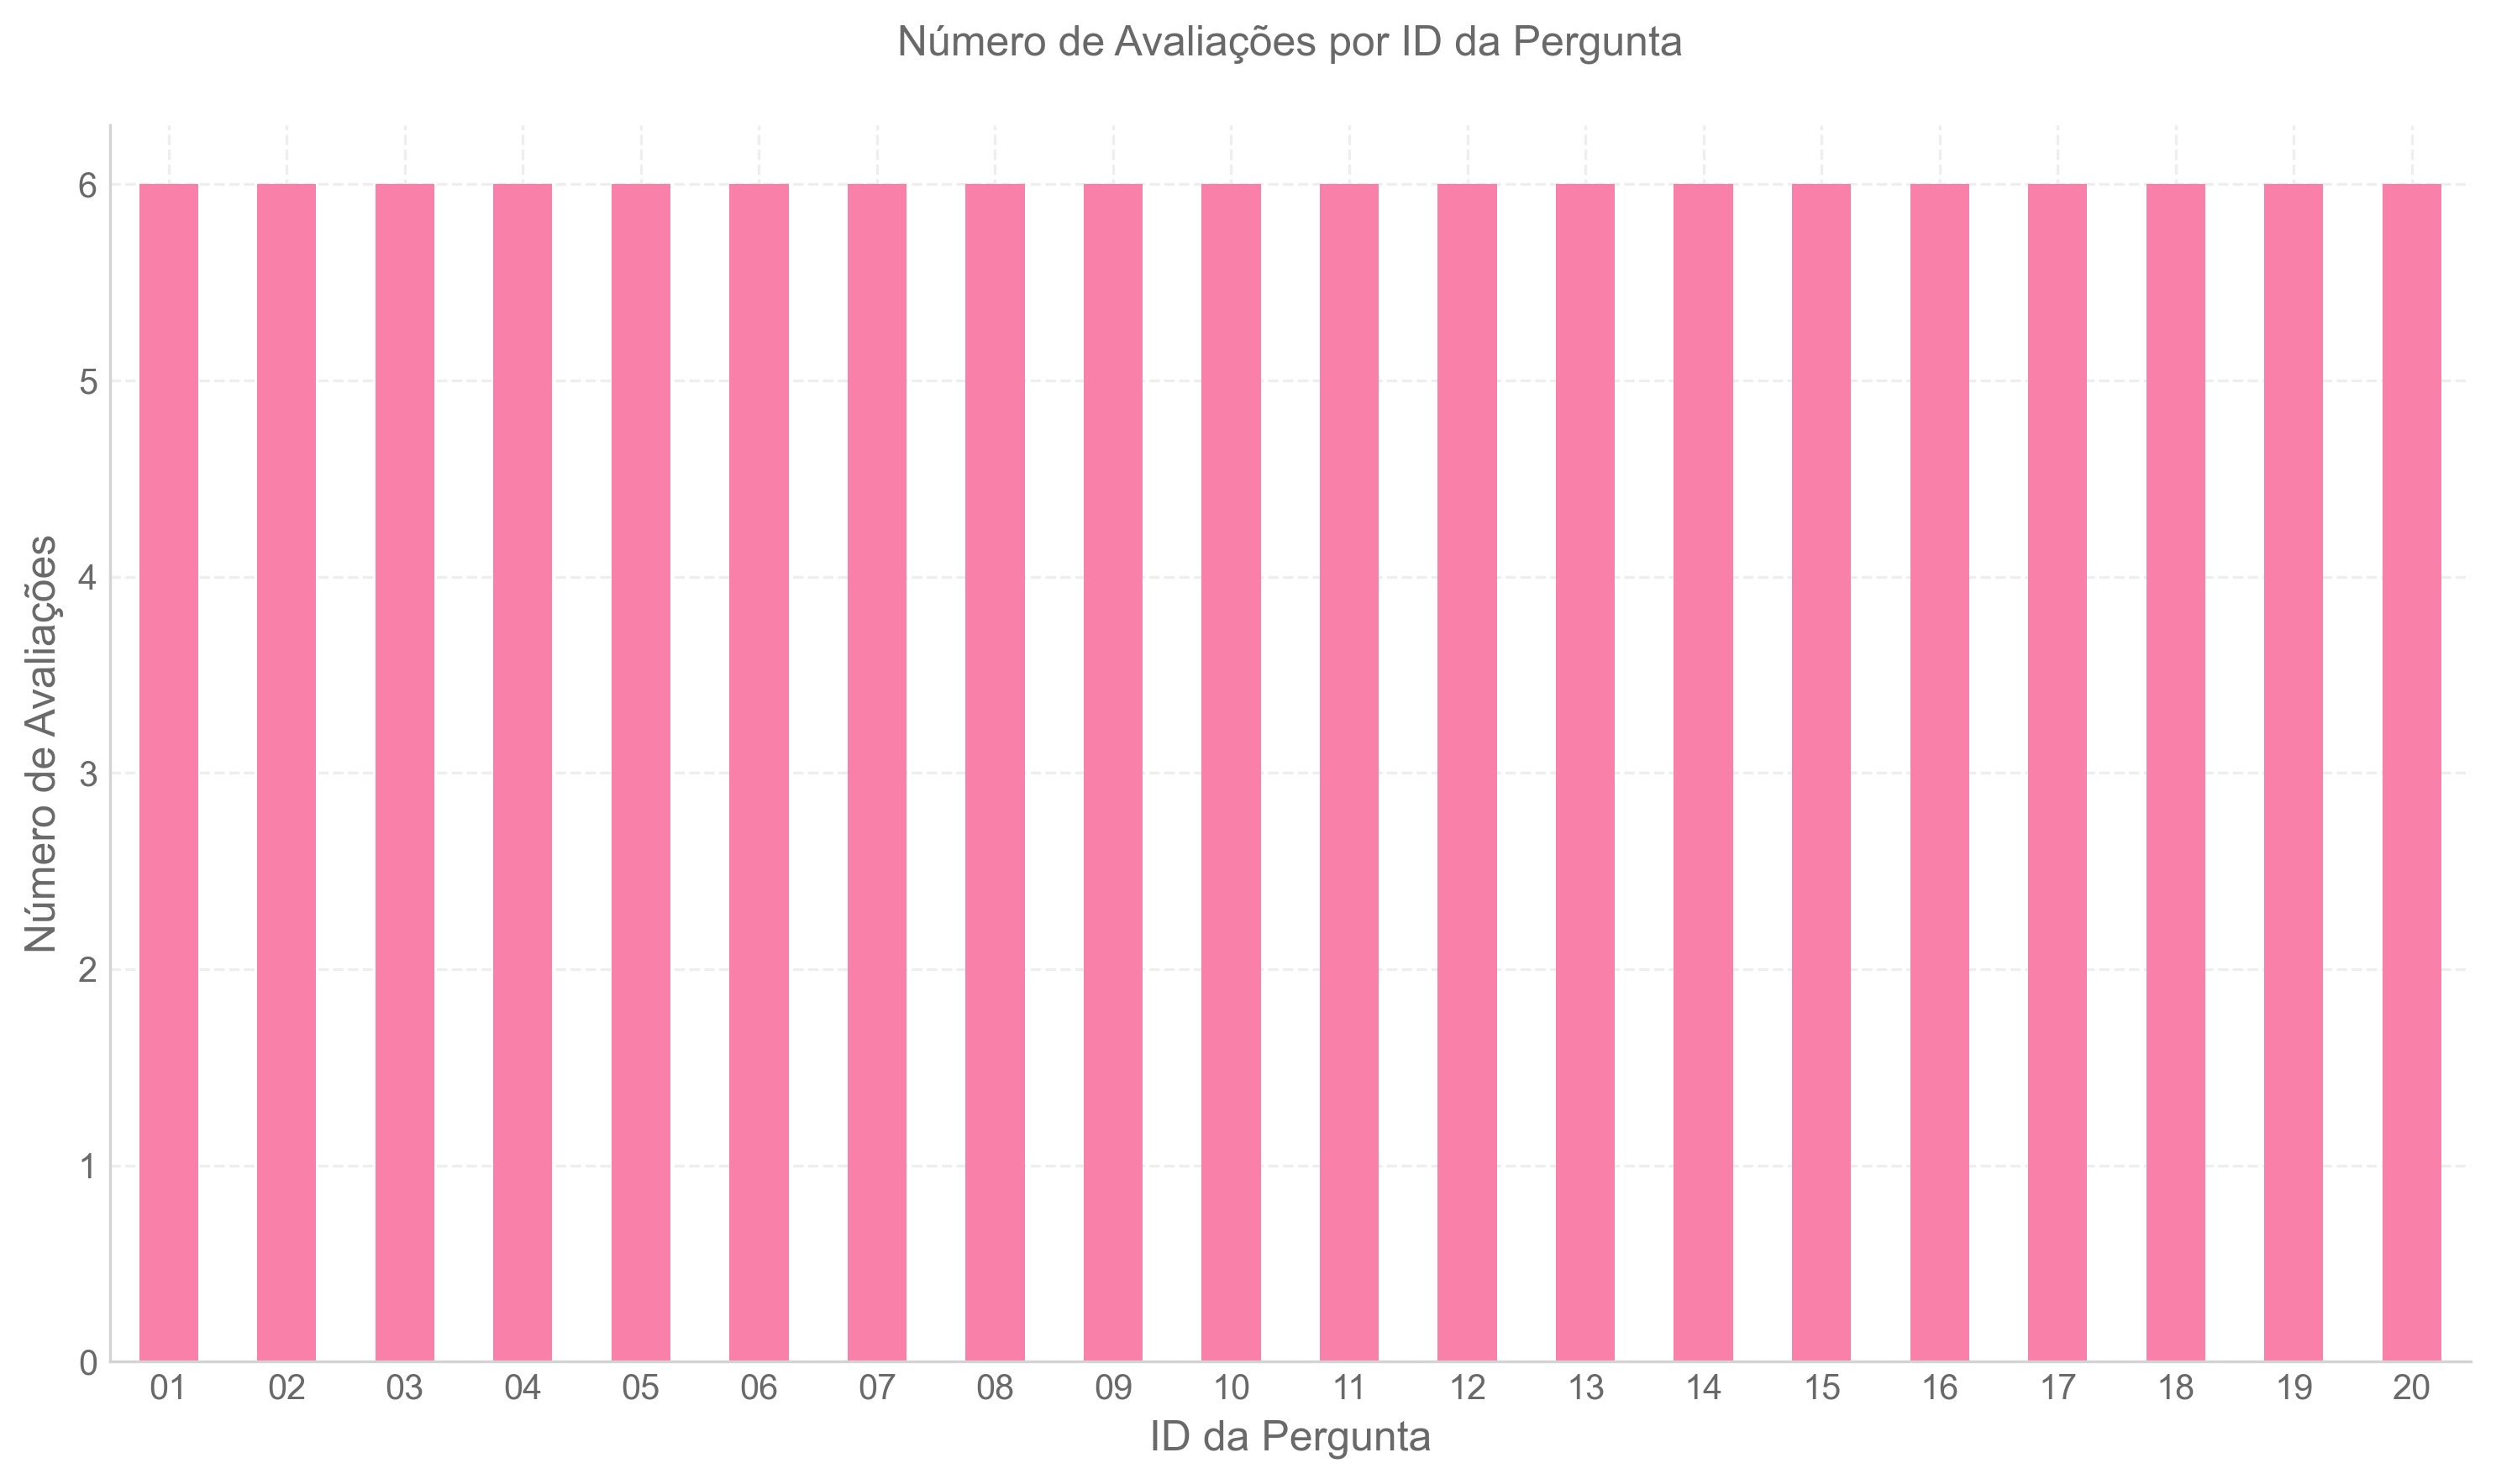 Número de Avaliações por ID da Pergunta
Número de Avaliações
6
5
4
3
2
1
0
01 02 03 04 05 06 07 08 09 10 11 12 13 14 15 16 17 18 19 20
ID da Pergunta